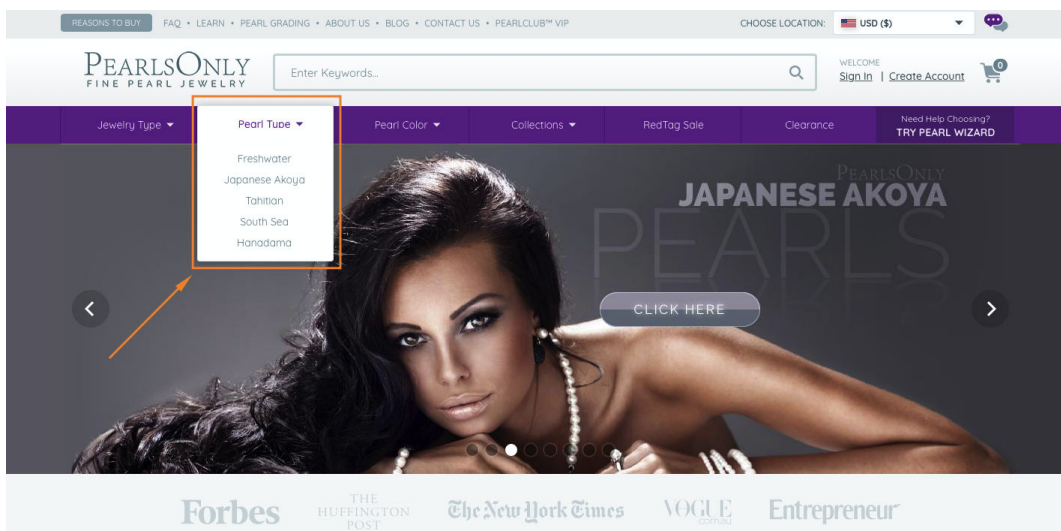 REASONS TO BUY FAQ • LEARN • PEARL GRADING • ABOUT US • BLOG • CONTACT US • PEARLCLUB™ VIP CHOOSE LOCATION: USD ($)
PEARLSONLY
FINE PEARL JEWELRY
Enter Keywords...
WELCOME
Sign In | Create Account
0
Jewelry Type Pearl Type Pearl Color Collections RedTag Sale Clearance
Need Help Choosing?
TRY PEARL WIZARD
Freshwater
Japanese Akoya
Tahitian
South Sea
Hanadama
PEARLSONLY
JAPANESE AKOYA
PEARLS
CLICK HERE
Forbes
THE
HUFFINGTON
POST
The New York Times
VOGUE
.com.au
Entrepreneur